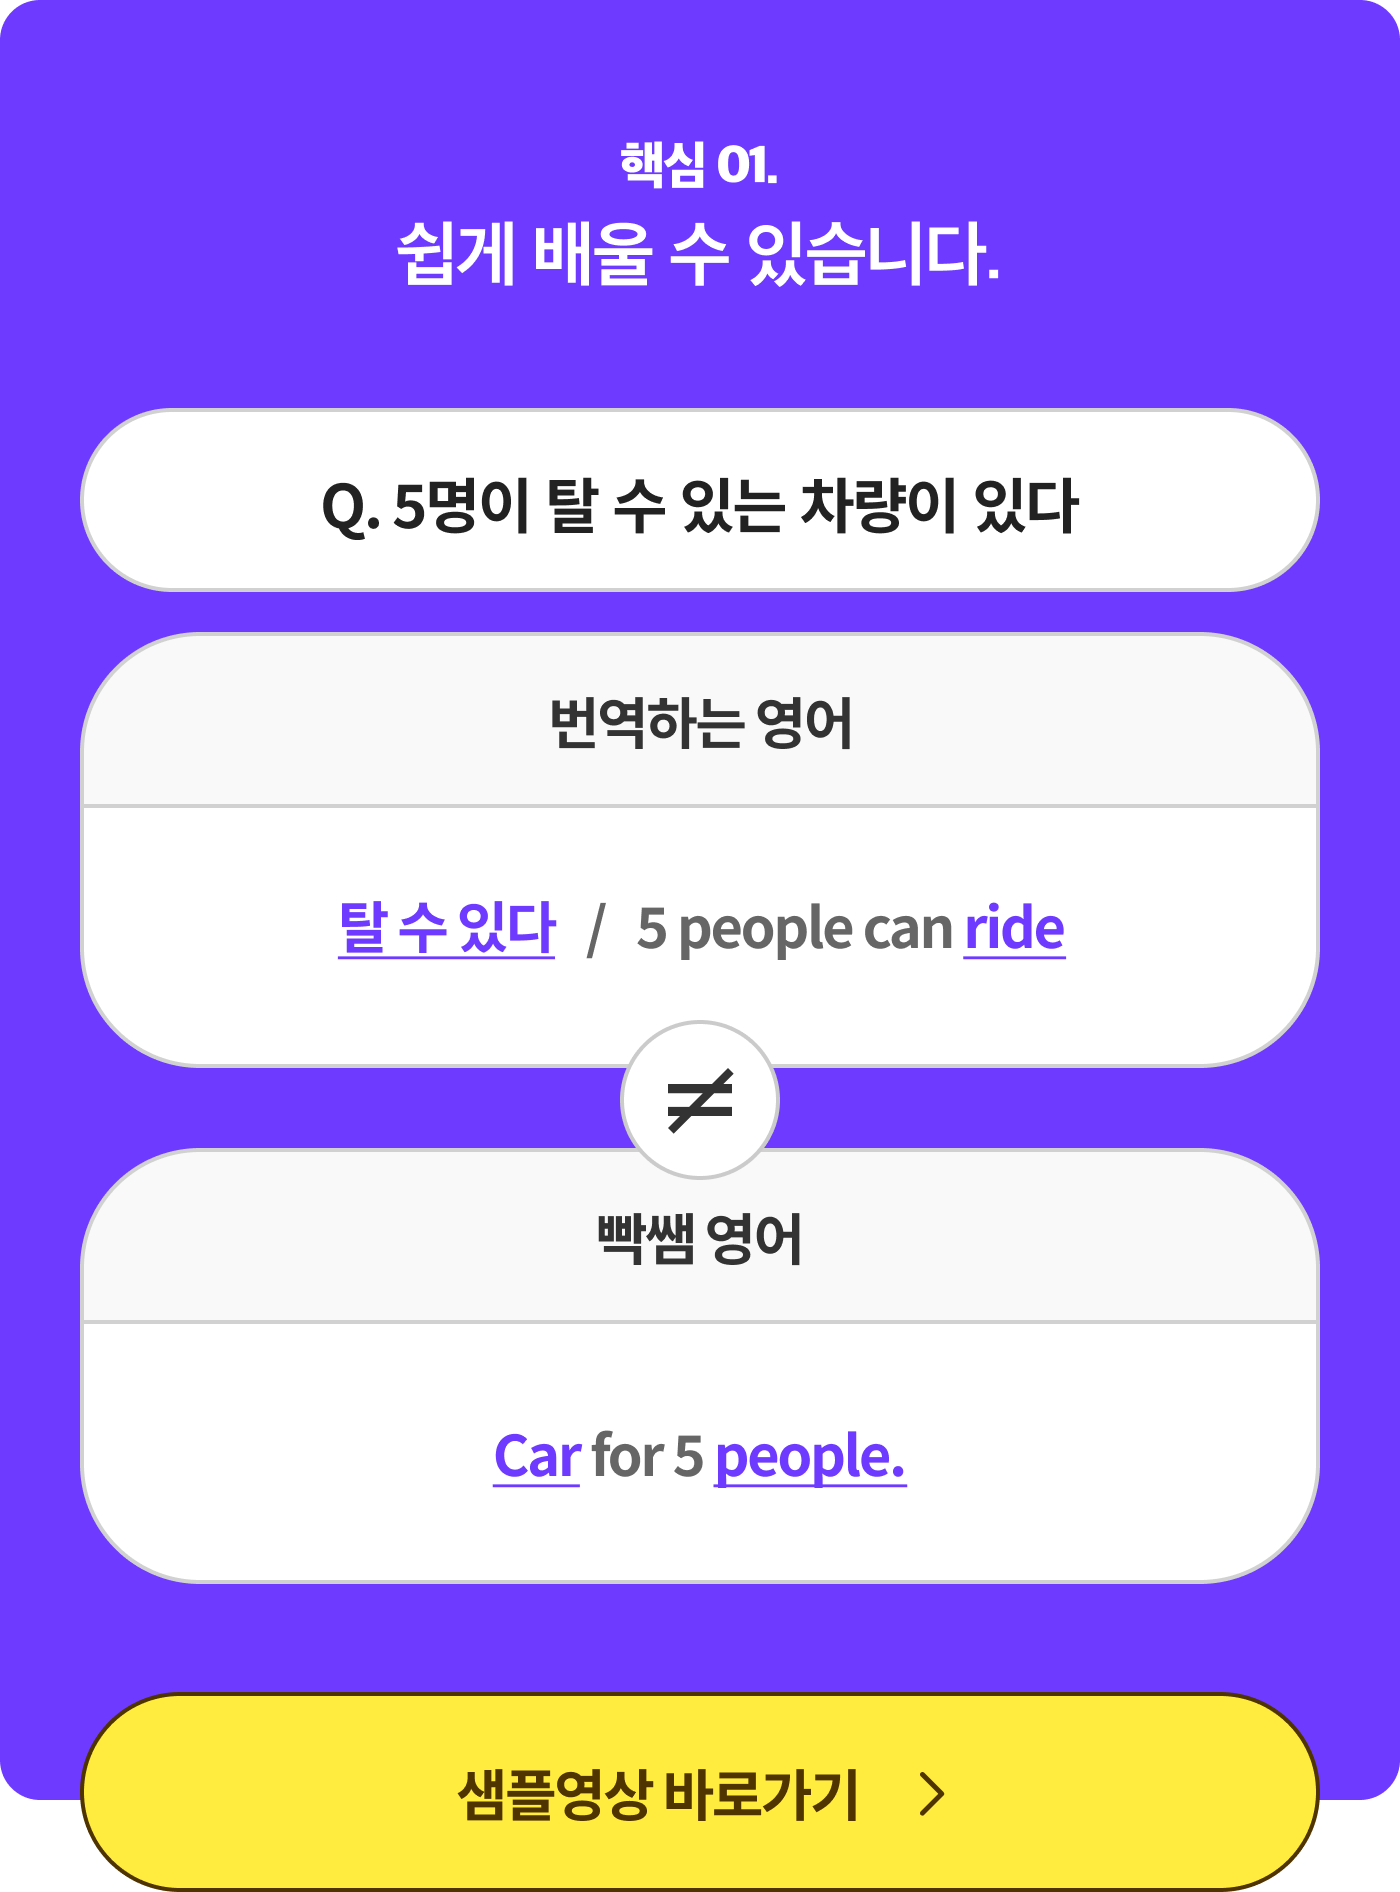 핵심 01.
쉽게 배울 수 있습니다.
Q. 5명이 탈 수 있는 차량이 있다
번역하는 영어
탈 수 있다 / 5 people can ride
≠
빡쌤 영어
Car for 5 people.
샘플영상 바로가기 >